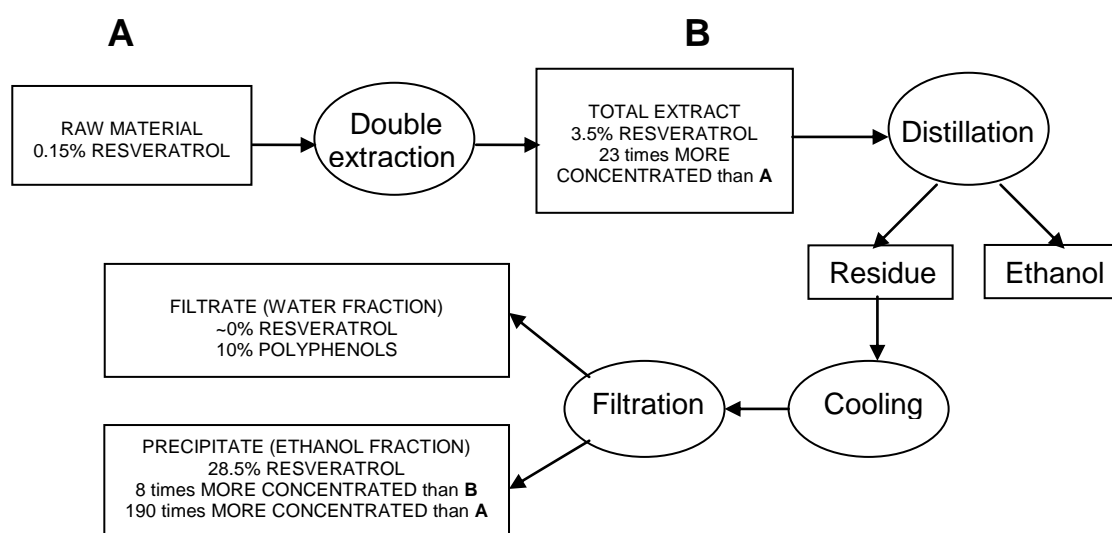 A
B
RAW MATERIAL
0.15% RESVERATROL
Double
extraction
TOTAL EXTRACT
3.5% RESVERATROL
23 times MORE
CONCENTRATED than A
Distillation
Residue
Ethanol
Cooling
Filtration
FILTRATE (WATER FRACTION)
~0% RESVERATROL
10% POLYPHENOLS
PRECIPITATE (ETHANOL FRACTION)
28.5% RESVERATROL
8 times MORE CONCENTRATED than B
190 times MORE CONCENTRATED than A